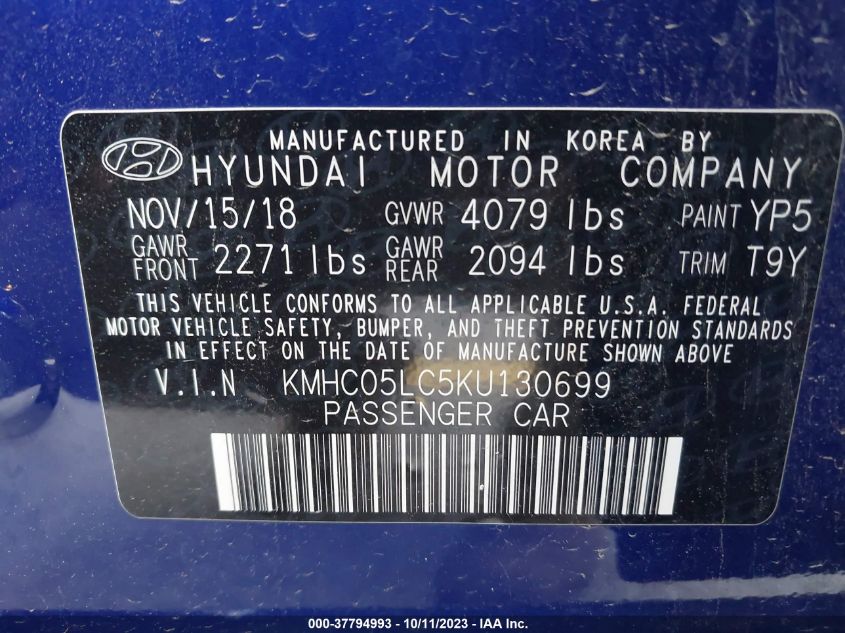 MANUFACTURED IN KOREA BY
HYUNDAI MOTOR COMPANY
NOV/15/18 GVWR 4079 lbs PAINT YP5
GAWR FRONT 2271 lbs GAWR REAR 2094 lbs TRIM T9Y
THIS VEHICLE CONFORMS TO ALL APPLICABLE U.S.A. FEDERAL
MOTOR VEHICLE SAFETY, BUMPER, AND THEFT PREVENTION STANDARDS
IN EFFECT ON THE DATE OF MANUFACTURE SHOWN ABOVE
V.I.N KMHC05LC5KU130699
PASSENGER CAR
000-37794993 - 10/11/2023 - © IAA, Inc.